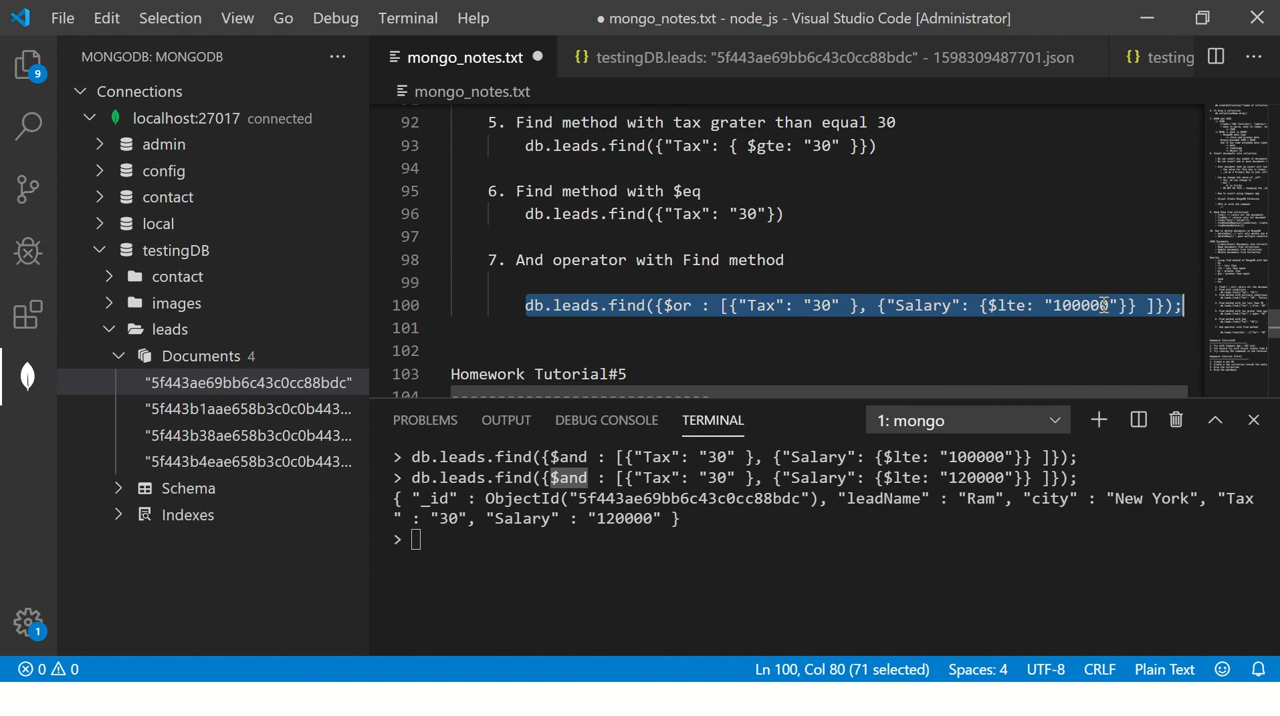 File Edit Selection View Go Debug Terminal Help
● mongo_notes.txt - node_js - Visual Studio Code [Administrator]
9
1
MONGODB: MONGODB
Connections
localhost:27017 connected
admin
config
contact
local
testingDB
contact
images
leads
Documents 4
"5f443ae69bb6c43c0cc88bdc"
"5f443b1aae658b3c0c0b443...
"5f443b38ae658b3c0c0b443...
"5f443b4eae658b3c0c0b443...
Schema
Indexes
mongo_notes.txt
{} testingDB.leads: "5f443ae69bb6c43c0cc88bdc" - 1598309487701.json
{} testing
mongo_notes.txt
92 5. Find method with tax grater than equal 30
93 db.leads.find({"Tax": { $gte: "30" }})
94
95 6. Find method with $eq
96 db.leads.find({"Tax": "30"})
97
98 7. And operator with Find method
99
100 db.leads.find({$or : [{"Tax": "30" }, {"Salary": {$lte: "100000"}} ]});
101
102
103 Homework Tutorial#5
104 ----------------------------
PROBLEMS OUTPUT DEBUG CONSOLE TERMINAL
1: mongo
> db.leads.find({$and : [{"Tax": "30" }, {"Salary": {$lte: "100000"}} ]});
> db.leads.find({$and : [{"Tax": "30" }, {"Salary": {$lte: "120000"}} ]});
{ "_id" : ObjectId("5f443ae69bb6c43c0cc88bdc"), "leadName" : "Ram", "city" : "New York", "Tax
" : "30", "Salary" : "120000" }
>
0 0
Ln 100, Col 80 (71 selected) Spaces: 4 UTF-8 CRLF Plain Text